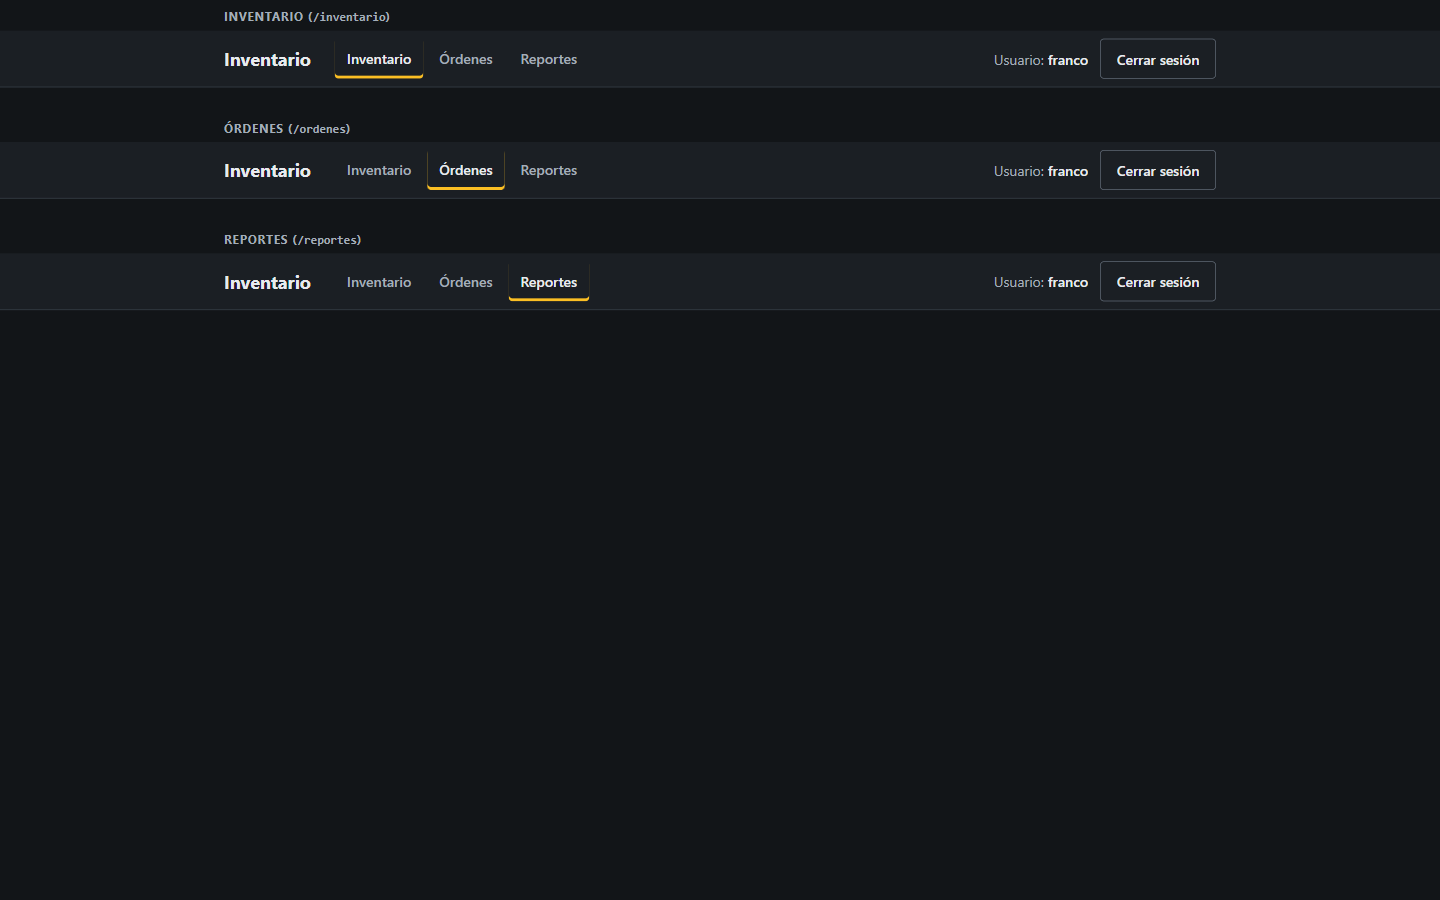 INVENTARIO (/inventario)
Inventario Inventario Órdenes Reportes Usuario: franco Cerrar sesión
ÓRDENES (/ordenes)
Inventario Inventario Órdenes Reportes Usuario: franco Cerrar sesión
REPORTES (/reportes)
Inventario Inventario Órdenes Reportes Usuario: franco Cerrar sesión